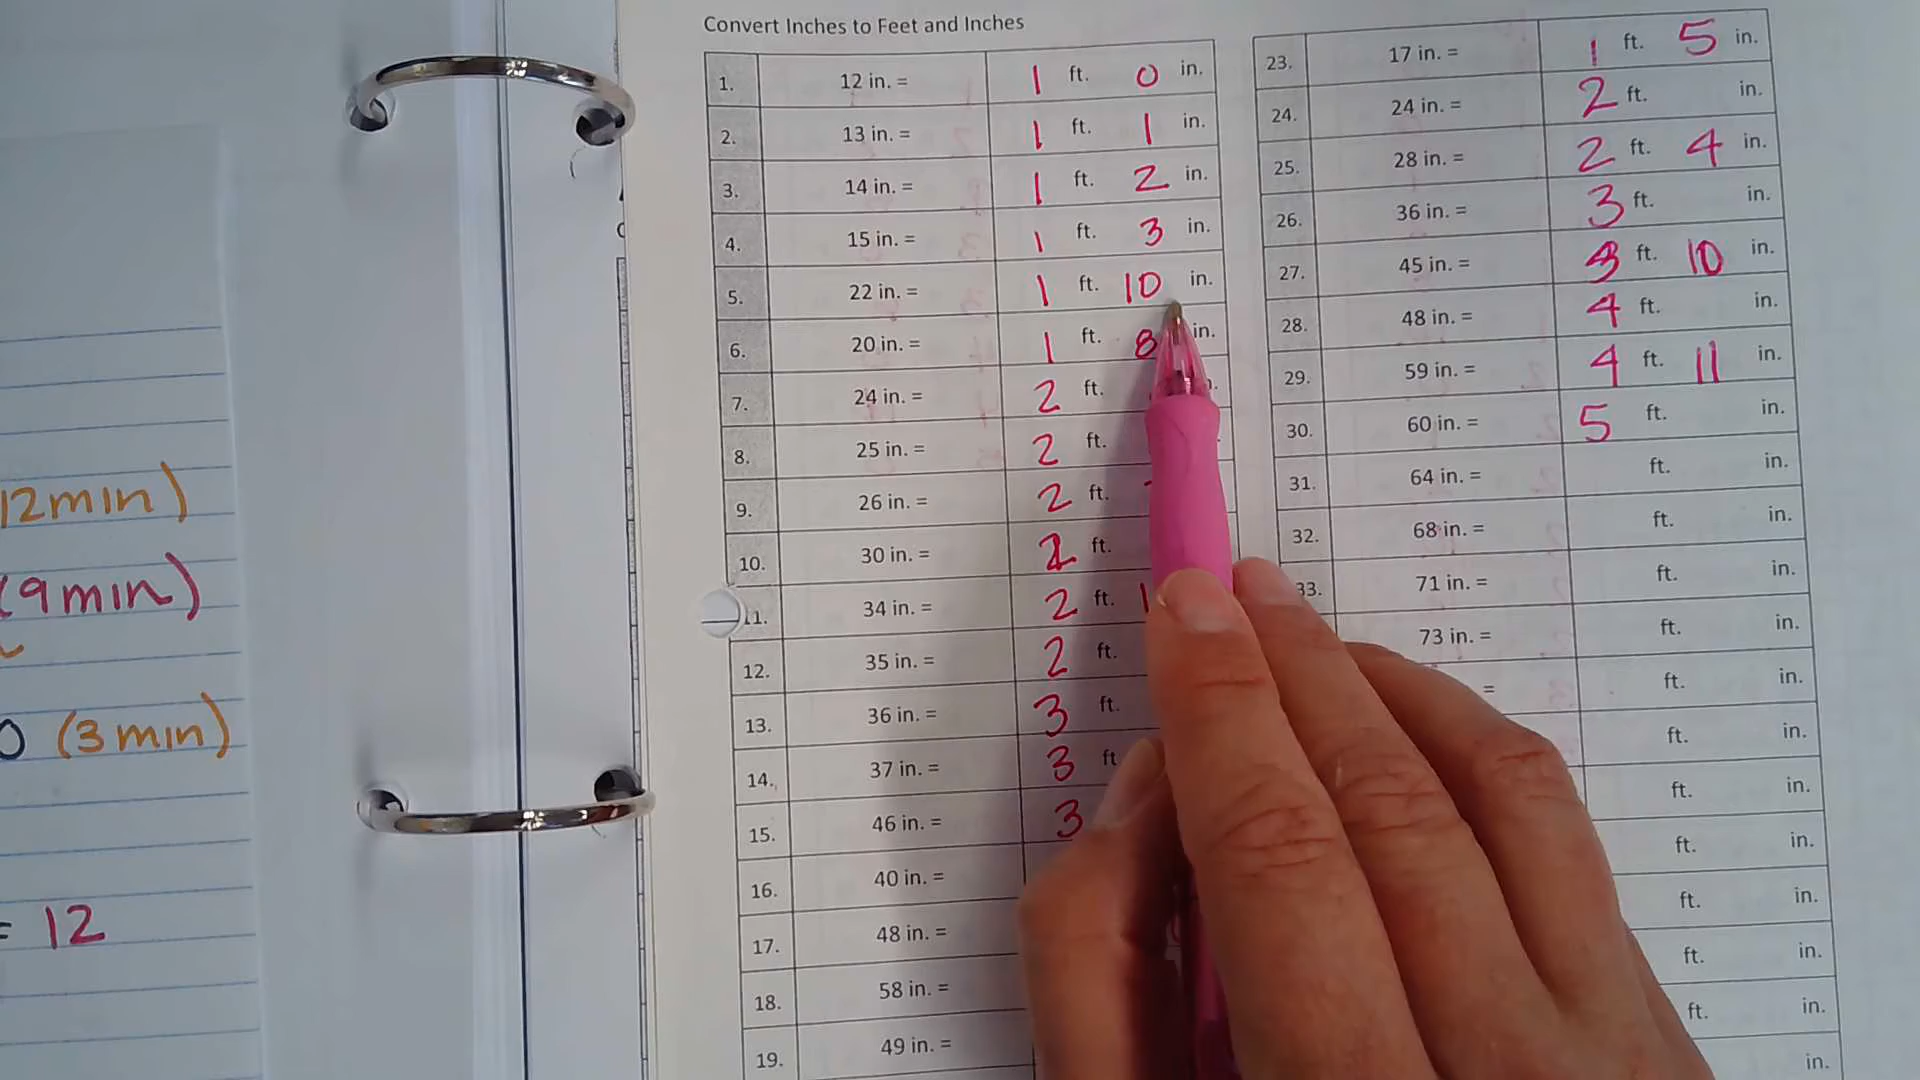 12min)
(9min)
0 (3min)
= 12
Convert Inches to Feet and Inches
1. 12 in. = 1 ft. 0 in.
2. 13 in. = 1 ft. 1 in.
3. 14 in. = 1 ft. 2 in.
4. 15 in. = 1 ft. 3 in.
5. 22 in. = 1 ft. 10 in.
6. 20 in. = 1 ft. 8 in.
7. 24 in. = 2 ft.
8. 25 in. = 2 ft.
9. 26 in. = 2 ft.
10. 30 in. = 2 ft.
11. 34 in. = 2 ft. 1
12. 35 in. = 2 ft.
13. 36 in. = 3 ft.
14. 37 in. = 3 ft
15. 46 in. = 3
16. 40 in. =
17. 48 in. =
18. 58 in. =
19. 49 in. =
23. 17 in. = 1 ft. 5 in.
24. 24 in. = 2 ft. in.
25. 28 in. = 2 ft. 4 in.
26. 36 in. = 3 ft. in.
27. 45 in. = 3 ft. 10 in.
28. 48 in. = 4 ft. in.
29. 59 in. = 4 ft. 11 in.
30. 60 in. = 5 ft. in.
31. 64 in. = ft. in.
32. 68 in. = ft. in.
33. 71 in. = ft. in.
73 in. = ft. in.
= ft. in.
ft. in.
ft. in.
ft. in.
ft. in.
ft. in.
ft. in.
in.